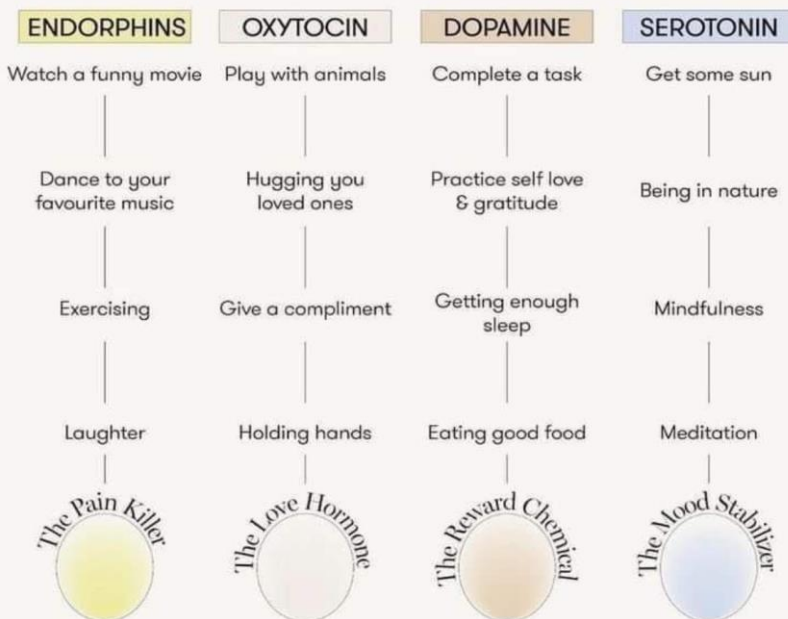 ENDORPHINS
Watch a funny movie
Dance to your
favourite music
Exercising
Laughter
The Pain Killer
OXYTOCIN
Play with animals
Hugging you
loved ones
Give a compliment
Holding hands
The Love Hormone
DOPAMINE
Complete a task
Practice self love
& gratitude
Getting enough
sleep
Eating good food
The Reward Chemical
SEROTONIN
Get some sun
Being in nature
Mindfulness
Meditation
The Mood Stabilizer